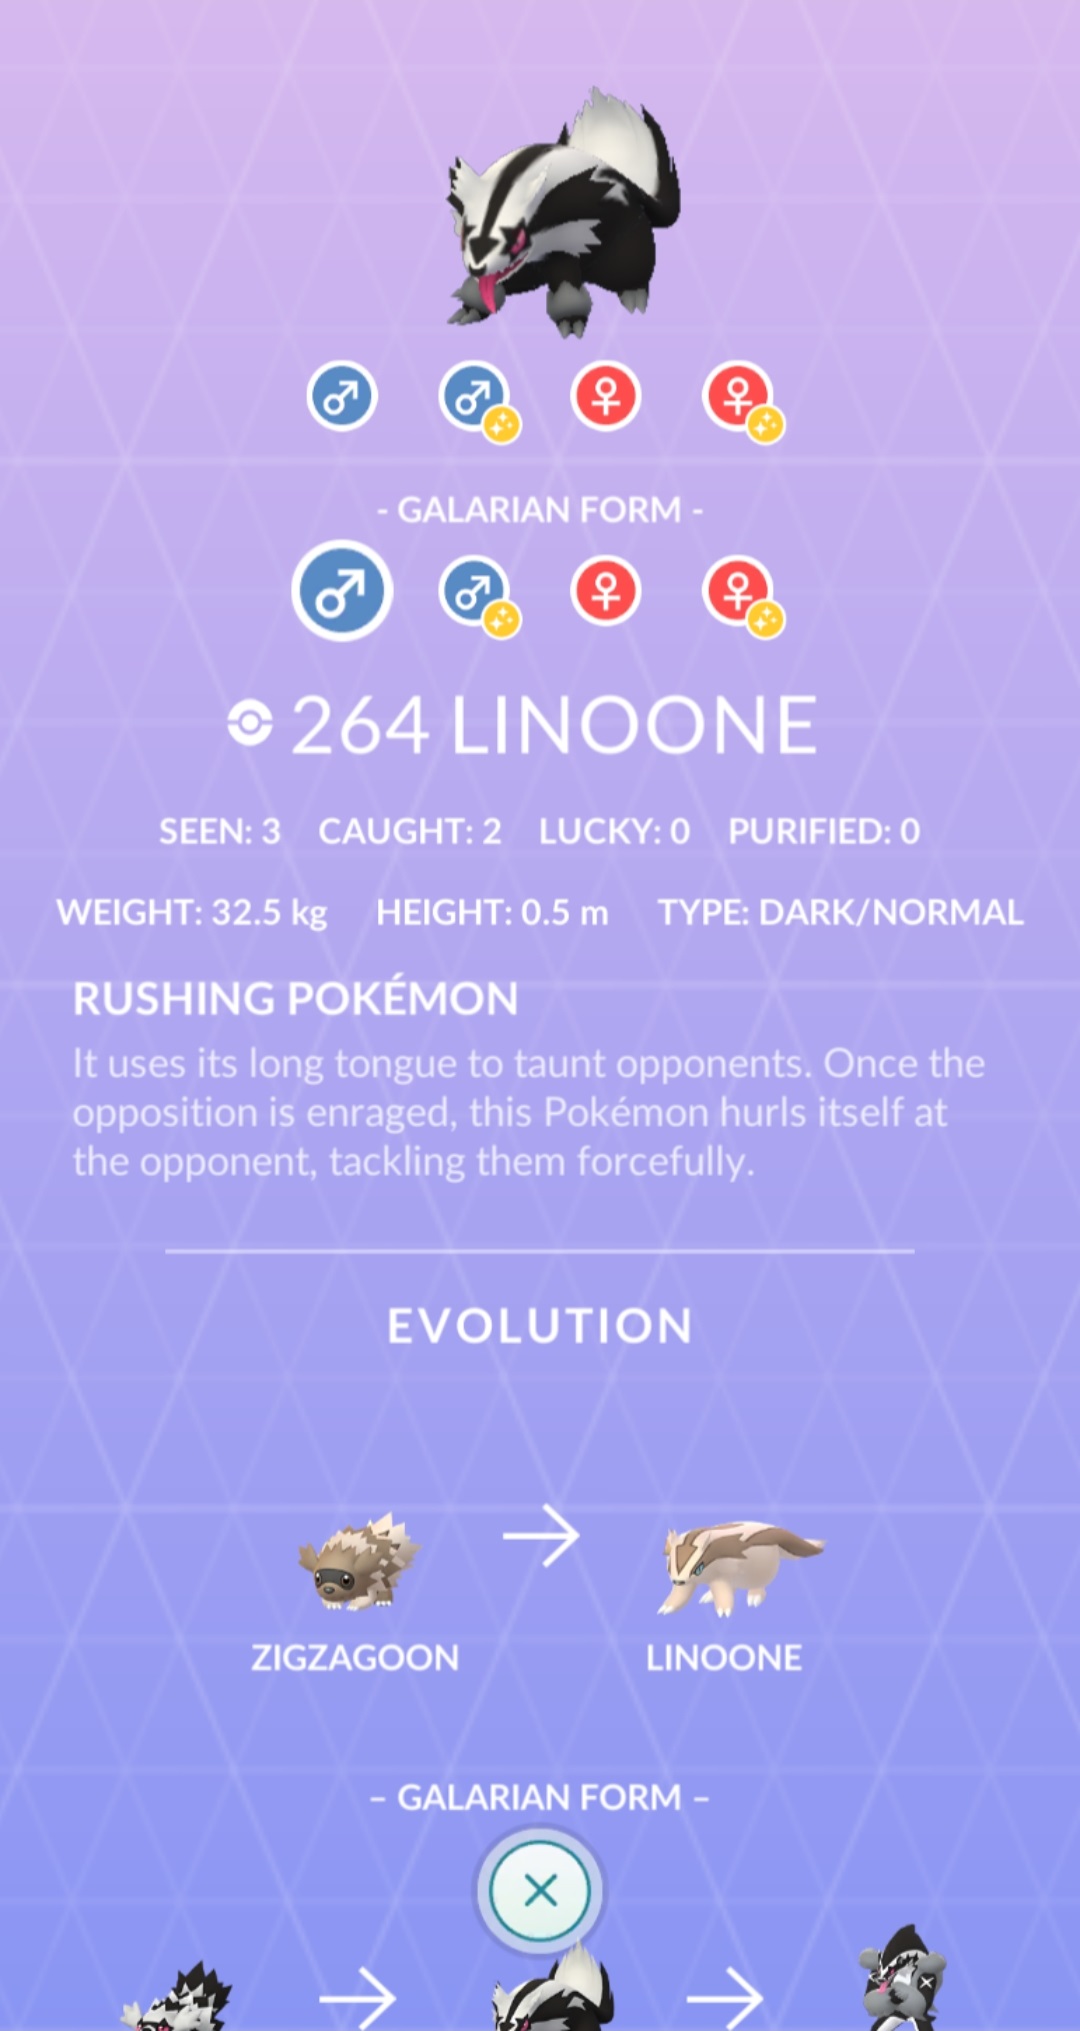 - GALARIAN FORM -
264 LINOONE
SEEN: 3 CAUGHT: 2 LUCKY: 0 PURIFIED: 0
WEIGHT: 32.5 kg HEIGHT: 0.5 m TYPE: DARK/NORMAL
RUSHING POKÉMON
It uses its long tongue to taunt opponents. Once the
opposition is enraged, this Pokémon hurls itself at
the opponent, tackling them forcefully.
EVOLUTION
ZIGZAGOON LINOONE
– GALARIAN FORM –